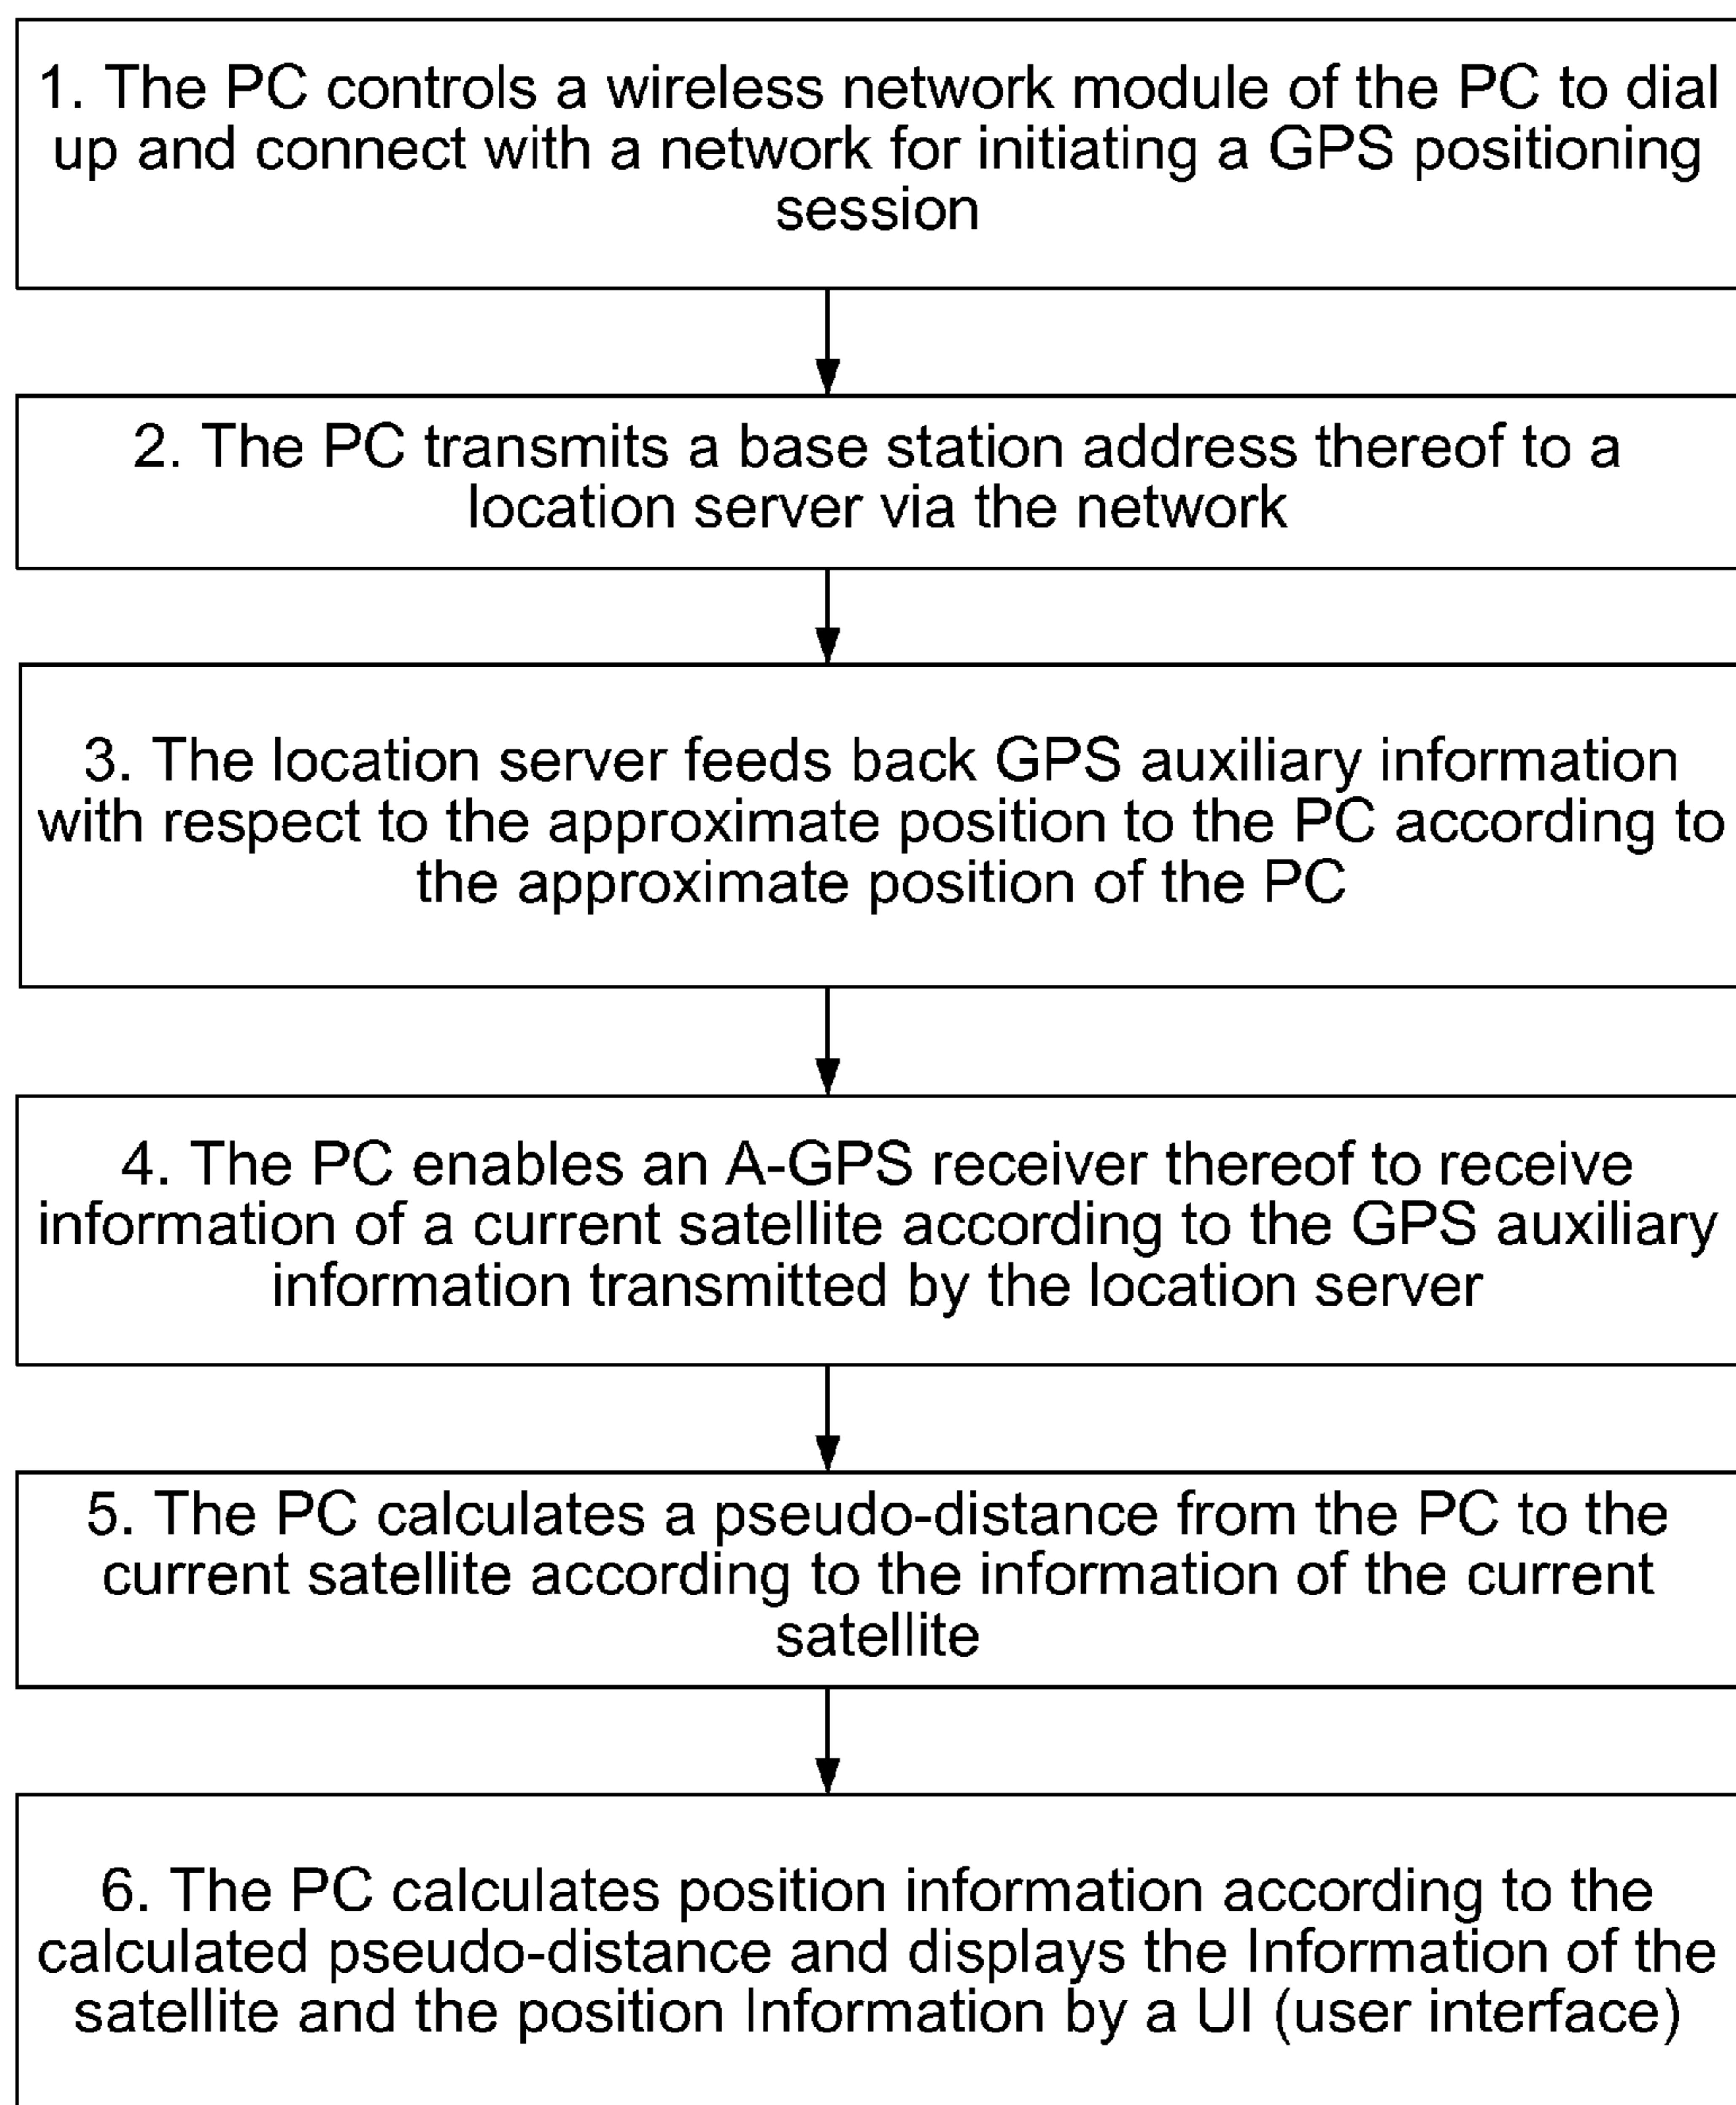 1. The PC controls a wireless network module of the PC to dial
up and connect with a network for initiating a GPS positioning
session
2. The PC transmits a base station address thereof to a
location server via the network
3. The location server feeds back GPS auxiliary information
with respect to the approximate position to the PC according to
the approximate position of the PC
4. The PC enables an A-GPS receiver thereof to receive
information of a current satellite according to the GPS auxiliary
information transmitted by the location server
5. The PC calculates a pseudo-distance from the PC to the
current satellite according to the information of the current
satellite
6. The PC calculates position information according to the
calculated pseudo-distance and displays the Information of the
satellite and the position Information by a UI (user interface)